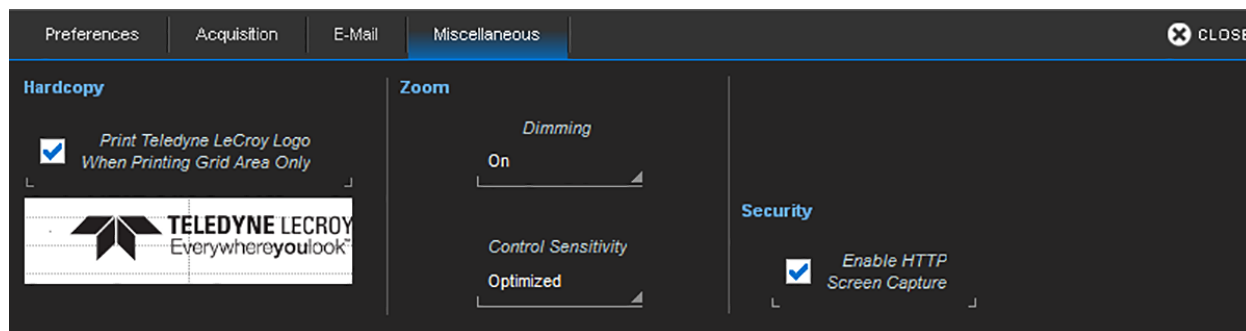 Preferences Acquisition E-Mail Miscellaneous CLOSE
Hardcopy
Print Teledyne LeCroy Logo
When Printing Grid Area Only
TELEDYNE LECROY
Everywhereyoulook™
Zoom
Dimming
On
Control Sensitivity
Optimized
Security
Enable HTTP
Screen Capture